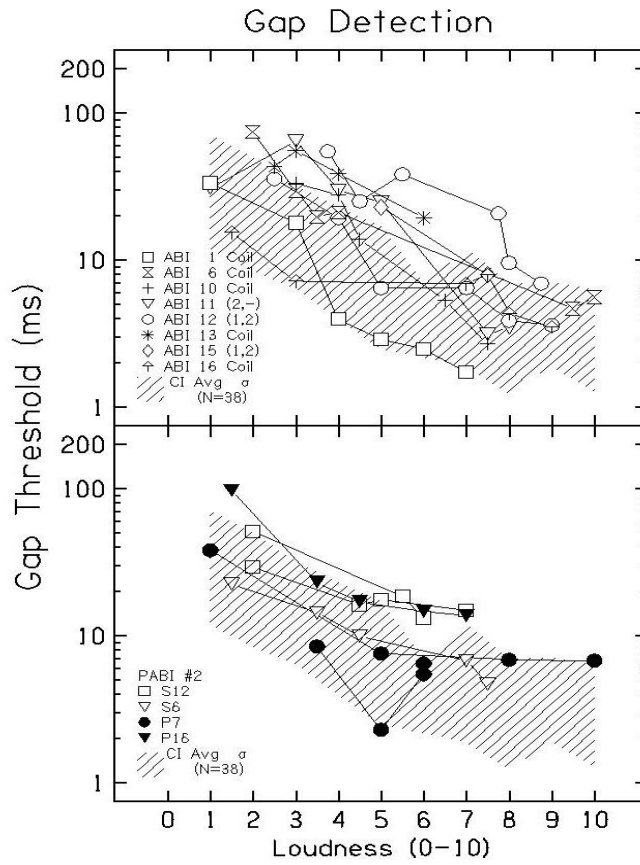 Gap Detection
200
100
10
1
ABI 1 Coil
ABI 6 Coil
ABI 10 Coil
ABI 11 (2,-)
ABI 12 (1,2)
ABI 13 Coil
ABI 15 (1,2)
ABI 16 Coil
CI Avg σ
(N=38)
Gap Threshold (ms)
200
100
10
1
PABI #2
S12
S6
P7
P16
CI Avg σ
(N=38)
0 1 2 3 4 5 6 7 8 9 10
Loudness (0-10)